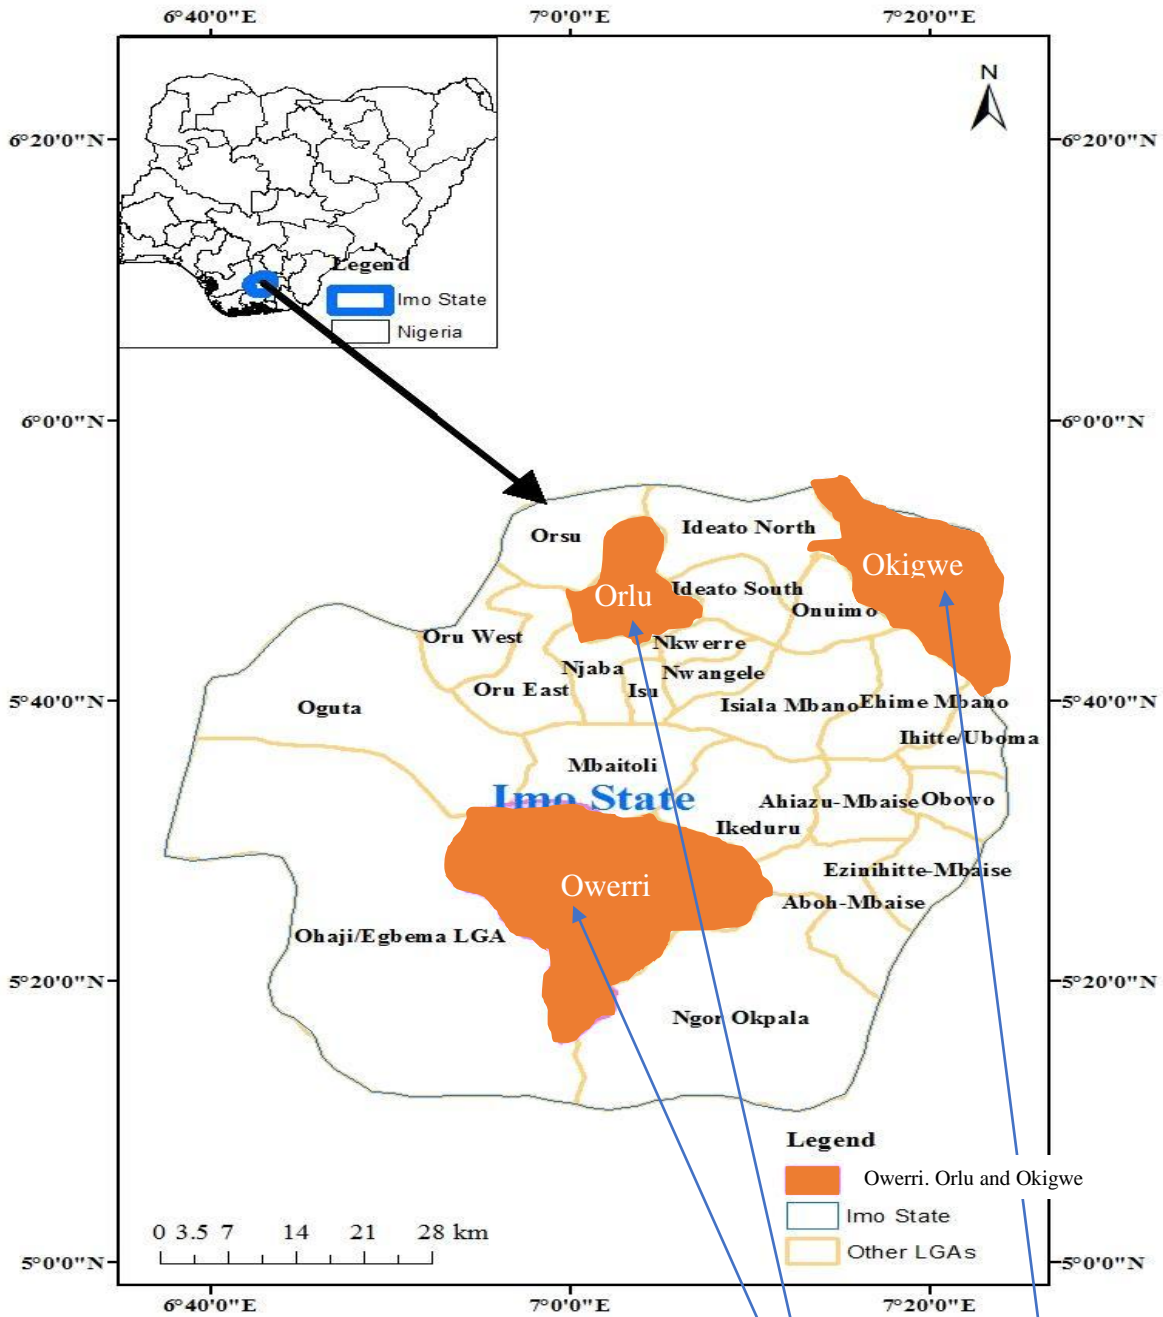 6°40'0"E 7°0'0"E 7°20'0"E
N
6°20'0"N 6°20'0"N
Legend
Imo State
Nigeria
6°0'0"N 6°0'0"N
Orsu Ideato North
Okigwe
Orlu Ideato South
Onuimo
Oru West Nkwerre
Njaba Nwangele
Oru East Isu
5°40'0"N 5°40'0"N
Oguta Isiala Mbano Ehime Mbano
Ihitte/Uboma
Mbaitoli
Imo State Ahiazu-Mbaise Obowo
Ikeduru
Ezinihitte-Mbaise
Owerri
Aboh-Mbaise
Ohaji/Egbema LGA
5°20'0"N 5°20'0"N
Ngor Okpala
Legend
Owerri. Orlu and Okigwe
Imo State
Other LGAs
0 3.5 7 14 21 28 km
5°0'0"N 5°0'0"N
6°40'0"E 7°0'0"E 7°20'0"E